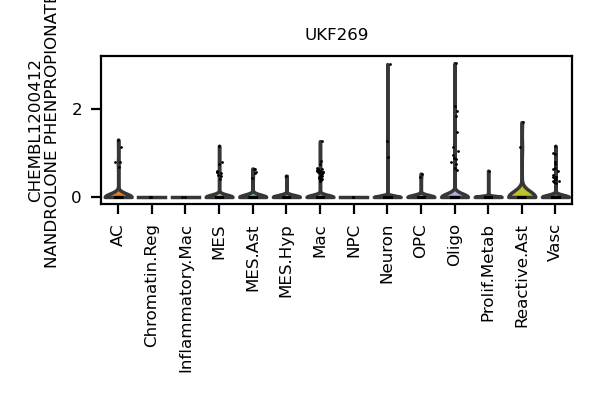 UKF269
CHEMBL1200412
NANDROLONE PHENPROPIONATE
2
0
AC
Chromatin.Reg
Inflammatory.Mac
MES
MES.Ast
MES.Hyp
Mac
NPC
Neuron
OPC
Oligo
Prolif.Metab
Reactive.Ast
Vasc